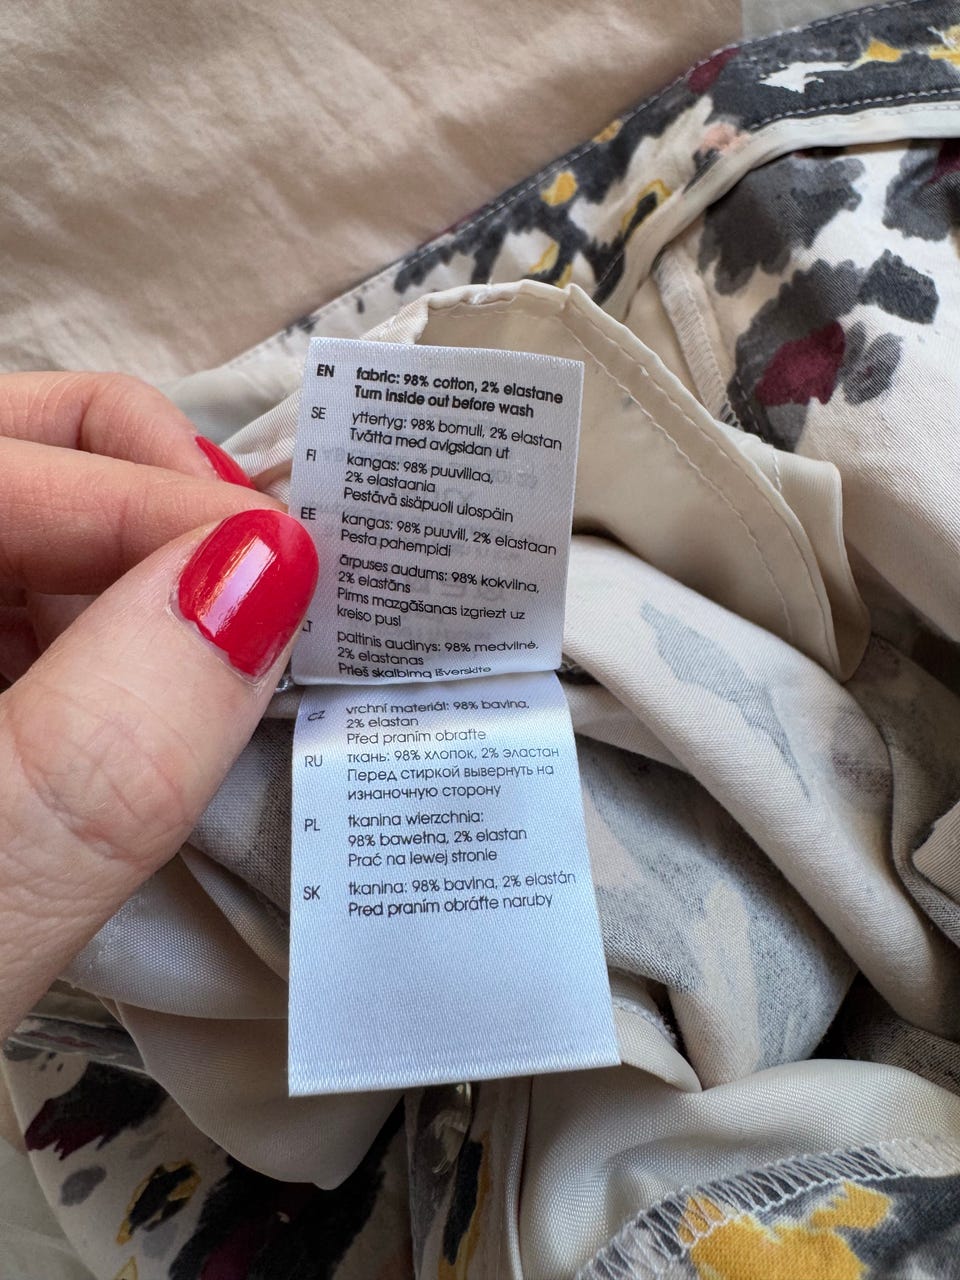 EN fabric: 98% cotton, 2% elastane
Turn inside out before wash
SE yttertyg: 98% bomull, 2% elastan
Tvätta med avigsidan ut
FI kangas: 98% puuvillaa,
2% elastaania
Pestävä sisäpuoli ulospäin
EE kangas: 98% puuvill, 2% elastaan
Pesta pahempidi
ārpuses audums: 98% kokvilna,
2% elastāns
Pirms mazgāšanas izgriezt uz
kreiso pusi
LT paltinis audinys: 98% medvilnė,
2% elastanas
Prieš skalbimą išverskite
CZ vrchní materiál: 98% bavlna,
2% elastan
Před praním obraťte
RU ткань: 98% хлопок, 2% эластан
Перед стиркой вывернуть на
изнаночную сторону
PL tkanina wierzchnia:
98% bawełna, 2% elastan
Prać na lewej stronie
SK tkanina: 98% bavlna, 2% elastán
Pred praním obráťte naruby